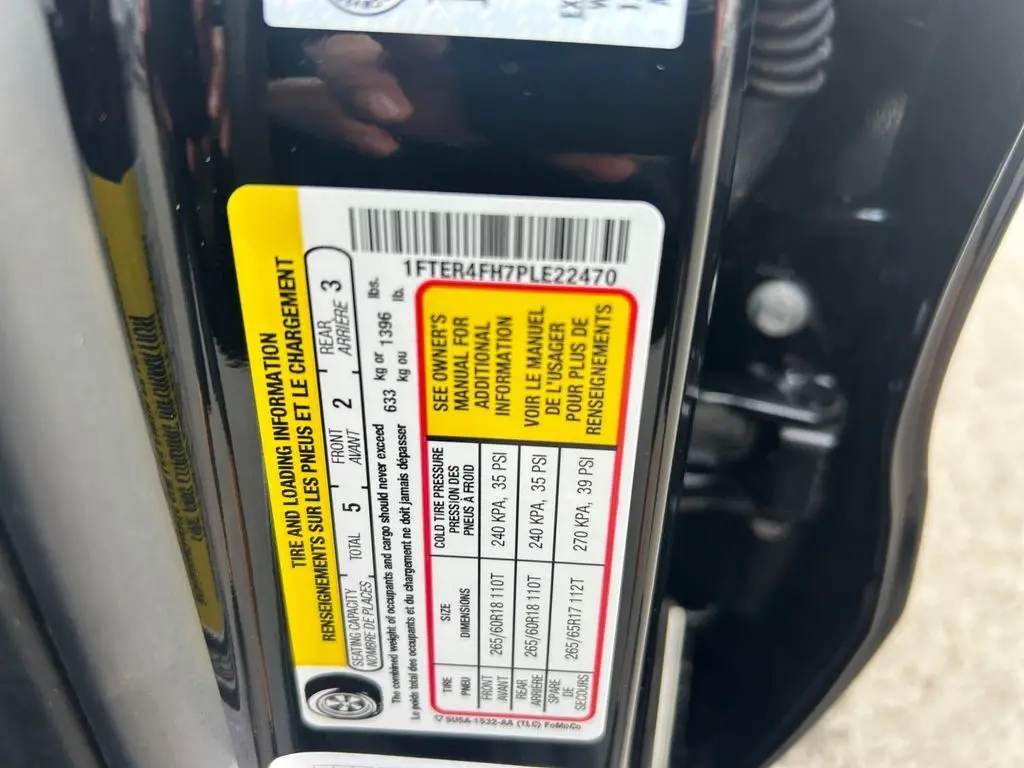 TIRE AND LOADING INFORMATION
RENSEIGNEMENTS SUR LES PNEUS ET LE CHARGEMENT
SEATING CAPACITY TOTAL 5 FRONT 2 REAR 3
NOMBRE DE PLACES AVANT ARRIÈRE
The combined weight of occupants and cargo should never exceed 633 kg or 1396 lbs.
Le poids total des occupants et du chargement ne doit jamais dépasser kg ou lb.
1FTER4FH7PLE22470
TIRE SIZE COLD TIRE PRESSURE
PNEU DIMENSIONS PRESSION DES
PNEUS À FROID
FRONT
AVANT 265/60R18 110T 240 KPA, 35 PSI
REAR
ARRIÈRE 265/60R18 110T 240 KPA, 35 PSI
SPARE
DE
SECOURS 265/65R17 112T 270 KPA, 39 PSI
SEE OWNER'S
MANUAL FOR
ADDITIONAL
INFORMATION
VOIR LE MANUEL
DE L'USAGER
POUR PLUS DE
RENSEIGNEMENTS
5U5A-1532-AA (TLC) FoMoCo